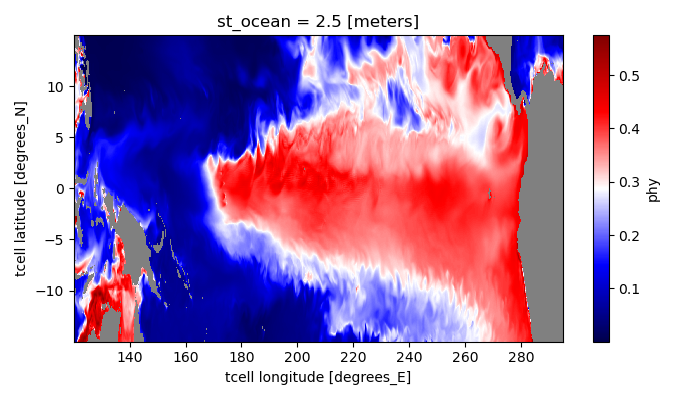 st_ocean = 2.5 [meters]
10
5
0
−5
−10
tcell latitude [degrees_N]
140 160 180 200 220 240 260 280
tcell longitude [degrees_E]
0.5
0.4
0.3
0.2
0.1
phy